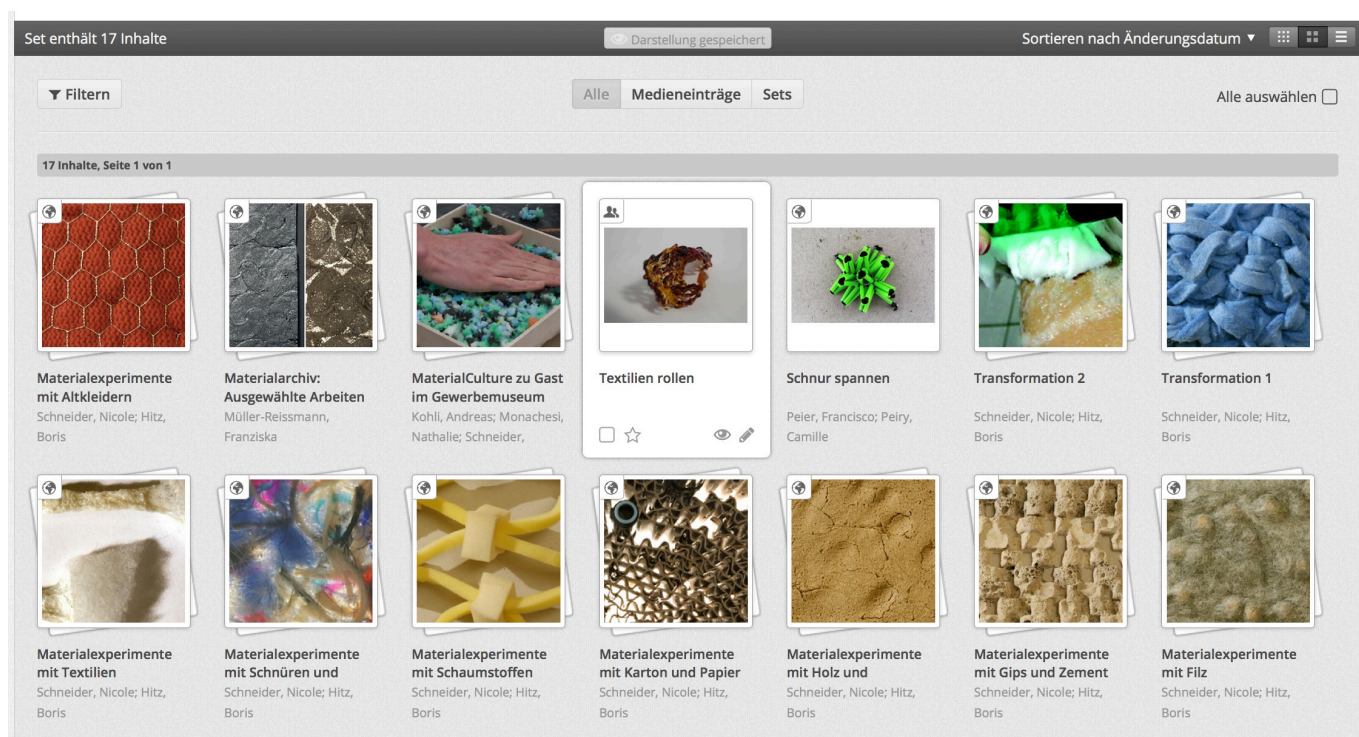 Set enthält 17 Inhalte
Darstellung gespeichert
Sortieren nach Änderungsdatum
Filtern
Alle
Medieneinträge
Sets
Alle auswählen
17 Inhalte, Seite 1 von 1
Materialexperimente
mit Altkleidern
Schneider, Nicole; Hitz,
Boris
Materialarchiv:
Ausgewählte Arbeiten
Müller-Reissmann,
Franziska
MaterialCulture zu Gast
im Gewerbemuseum
Kohli, Andreas; Monachesi,
Nathalie; Schneider,
Textilien rollen
Schnur spannen
Peier, Francisco; Peiry,
Camille
Transformation 2
Schneider, Nicole; Hitz,
Boris
Transformation 1
Schneider, Nicole; Hitz,
Boris
Materialexperimente
mit Textilien
Schneider, Nicole; Hitz,
Boris
Materialexperimente
mit Schnüren und
Schneider, Nicole; Hitz,
Boris
Materialexperimente
mit Schaumstoffen
Schneider, Nicole; Hitz,
Boris
Materialexperimente
mit Karton und Papier
Schneider, Nicole; Hitz,
Boris
Materialexperimente
mit Holz und
Schneider, Nicole; Hitz,
Boris
Materialexperimente
mit Gips und Zement
Schneider, Nicole; Hitz,
Boris
Materialexperimente
mit Filz
Schneider, Nicole; Hitz,
Boris